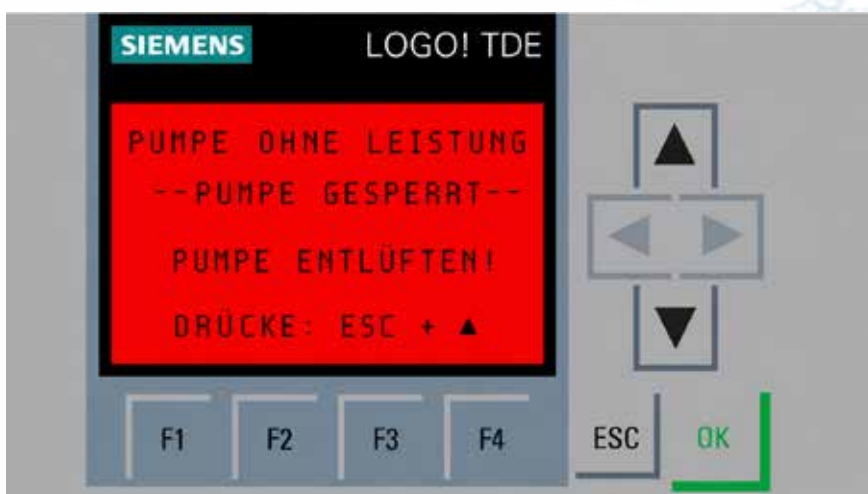 SIEMENS LOGO! TDE
PUMPE OHNE LEISTUNG
--PUMPE GESPERRT--
PUMPE ENTLÜFTEN!
DRÜCKE: ESC + ▲
F1 F2 F3 F4 ESC OK